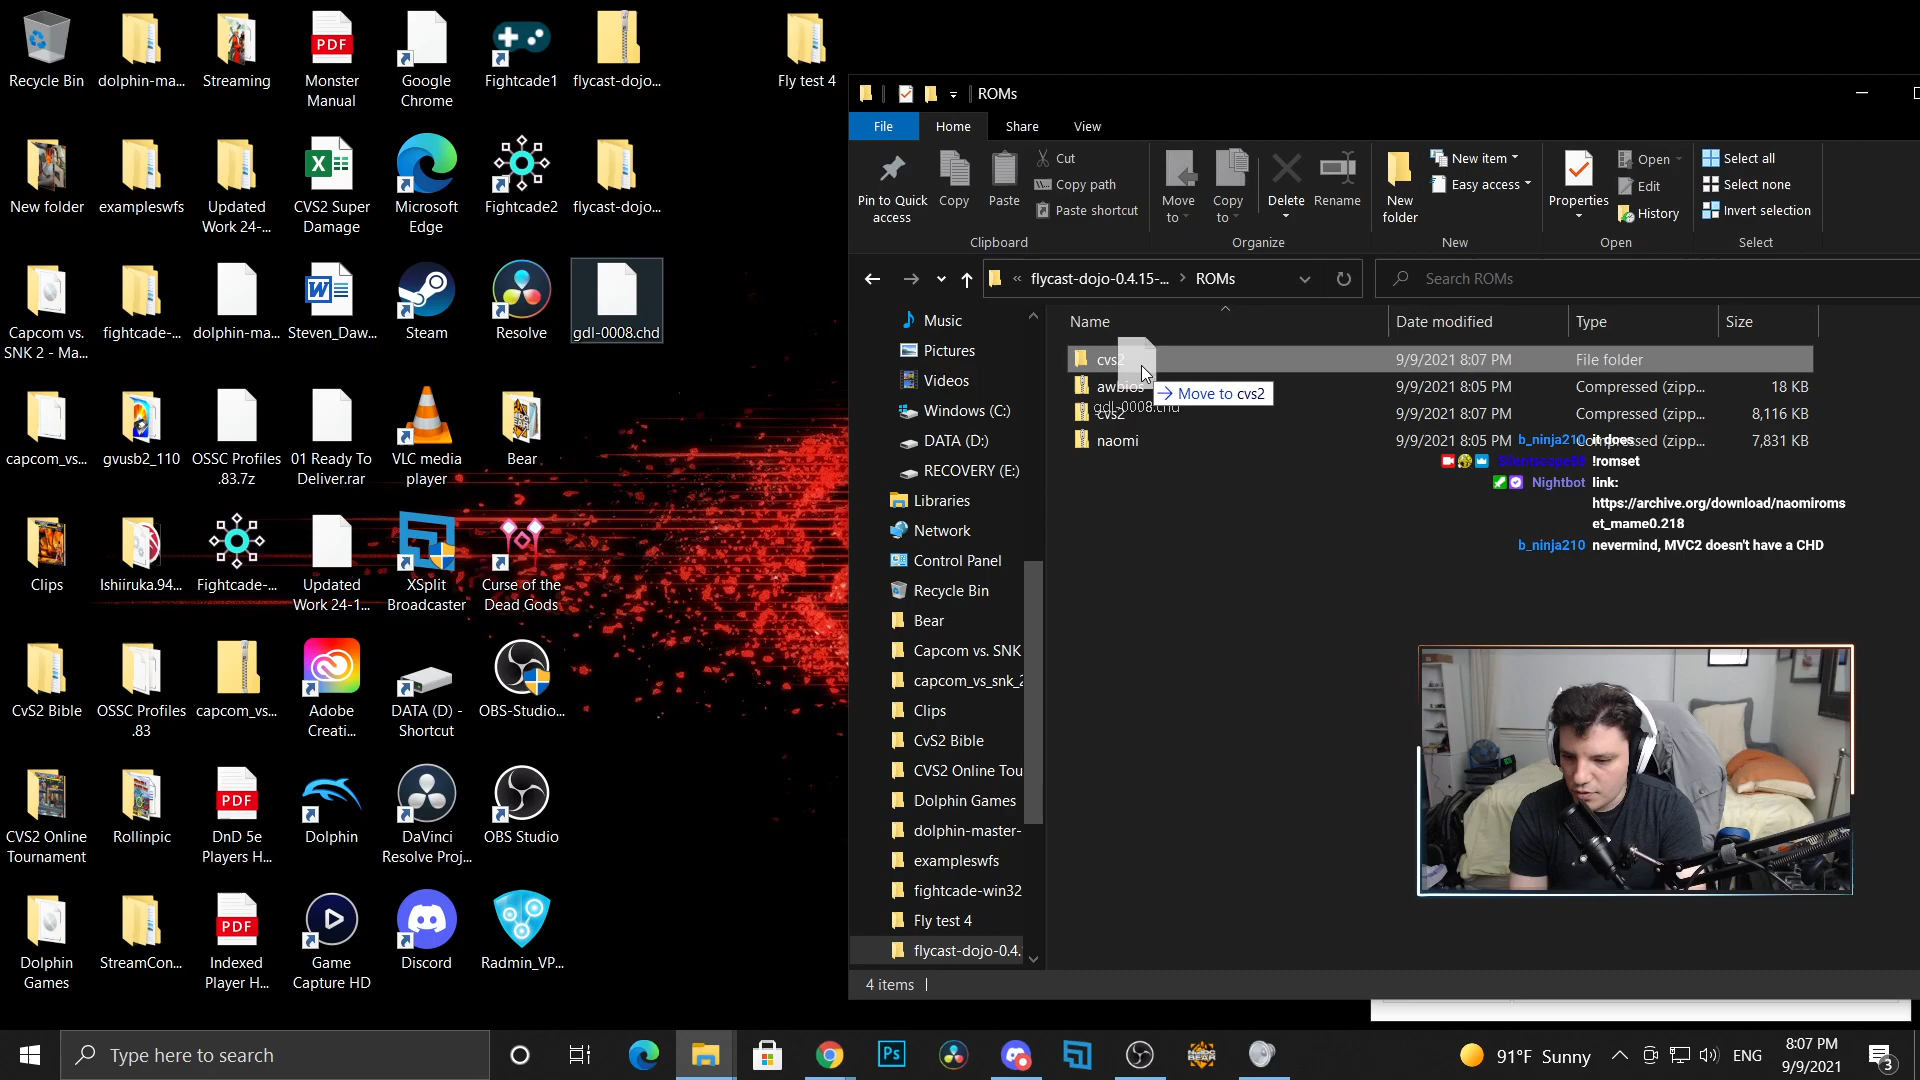 Recycle Bin
dolphin-ma...
Streaming
Monster
Manual
Google
Chrome
Fightcade1
flycast-dojo...
Fly test 4
New folder
exampleswfs
Updated
Work 24-...
CVS2 Super
Damage
Microsoft
Edge
Fightcade2
flycast-dojo...
Capcom vs.
SNK 2 - Ma...
fightcade-...
dolphin-ma...
Steven_Daw...
Steam
Resolve
gdl-0008.chd
capcom_vs...
gvusb2_110
OSSC Profiles
.83.7z
01 Ready To
Deliver.rar
VLC media
player
Bear
Clips
Ishiiruka.94...
Fightcade-...
Updated
Work 24-1...
XSplit
Broadcaster
Curse of the
Dead Gods
CvS2 Bible
OSSC Profiles
.83
capcom_vs...
Adobe
Creati...
DATA (D) -
Shortcut
OBS-Studio...
CVS2 Online
Tournament
Rollinpic
DnD 5e
Players H...
Dolphin
DaVinci
Resolve Proj...
OBS Studio
Dolphin
Games
StreamCon...
Indexed
Player H...
Game
Capture HD
Discord
Radmin_VP...
ROMs
File
Home
Share
View
Pin to Quick
access
Copy
Paste
Cut
Copy path
Paste shortcut
Move
to
Copy
to
Delete
Rename
New
folder
New item
Easy access
Properties
Open
Edit
History
Select all
Select none
Invert selection
Clipboard
Organize
New
Open
Select
« flycast-dojo-0.4.15-... > ROMs
Search ROMs
Music
Pictures
Videos
Windows (C:)
DATA (D:)
RECOVERY (E:)
Libraries
Network
Control Panel
Recycle Bin
Bear
Capcom vs. SNK
capcom_vs_snk_2
Clips
CvS2 Bible
CVS2 Online Tou
Dolphin Games
dolphin-master-
exampleswfs
fightcade-win32
Fly test 4
flycast-dojo-0.4.
Name
Date modified
Type
Size
cvs2 9/9/2021 8:07 PM File folder
awbios 9/9/2021 8:05 PM Compressed (zipp... 18 KB
cvs2 9/9/2021 8:07 PM Compressed (zipp... 8,116 KB
naomi 9/9/2021 8:05 PM Compressed (zipp... 7,831 KB
Move to cvs2
gdl-0008.chd
b_ninja210 it does
Silentscope88 !romset
Nightbot link:
https://archive.org/download/naomiroms
et_mame0.218
b_ninja210 nevermind, MVC2 doesn't have a CHD
4 items
Type here to search
Ps
91°F Sunny
ENG
8:07 PM
9/9/2021
3